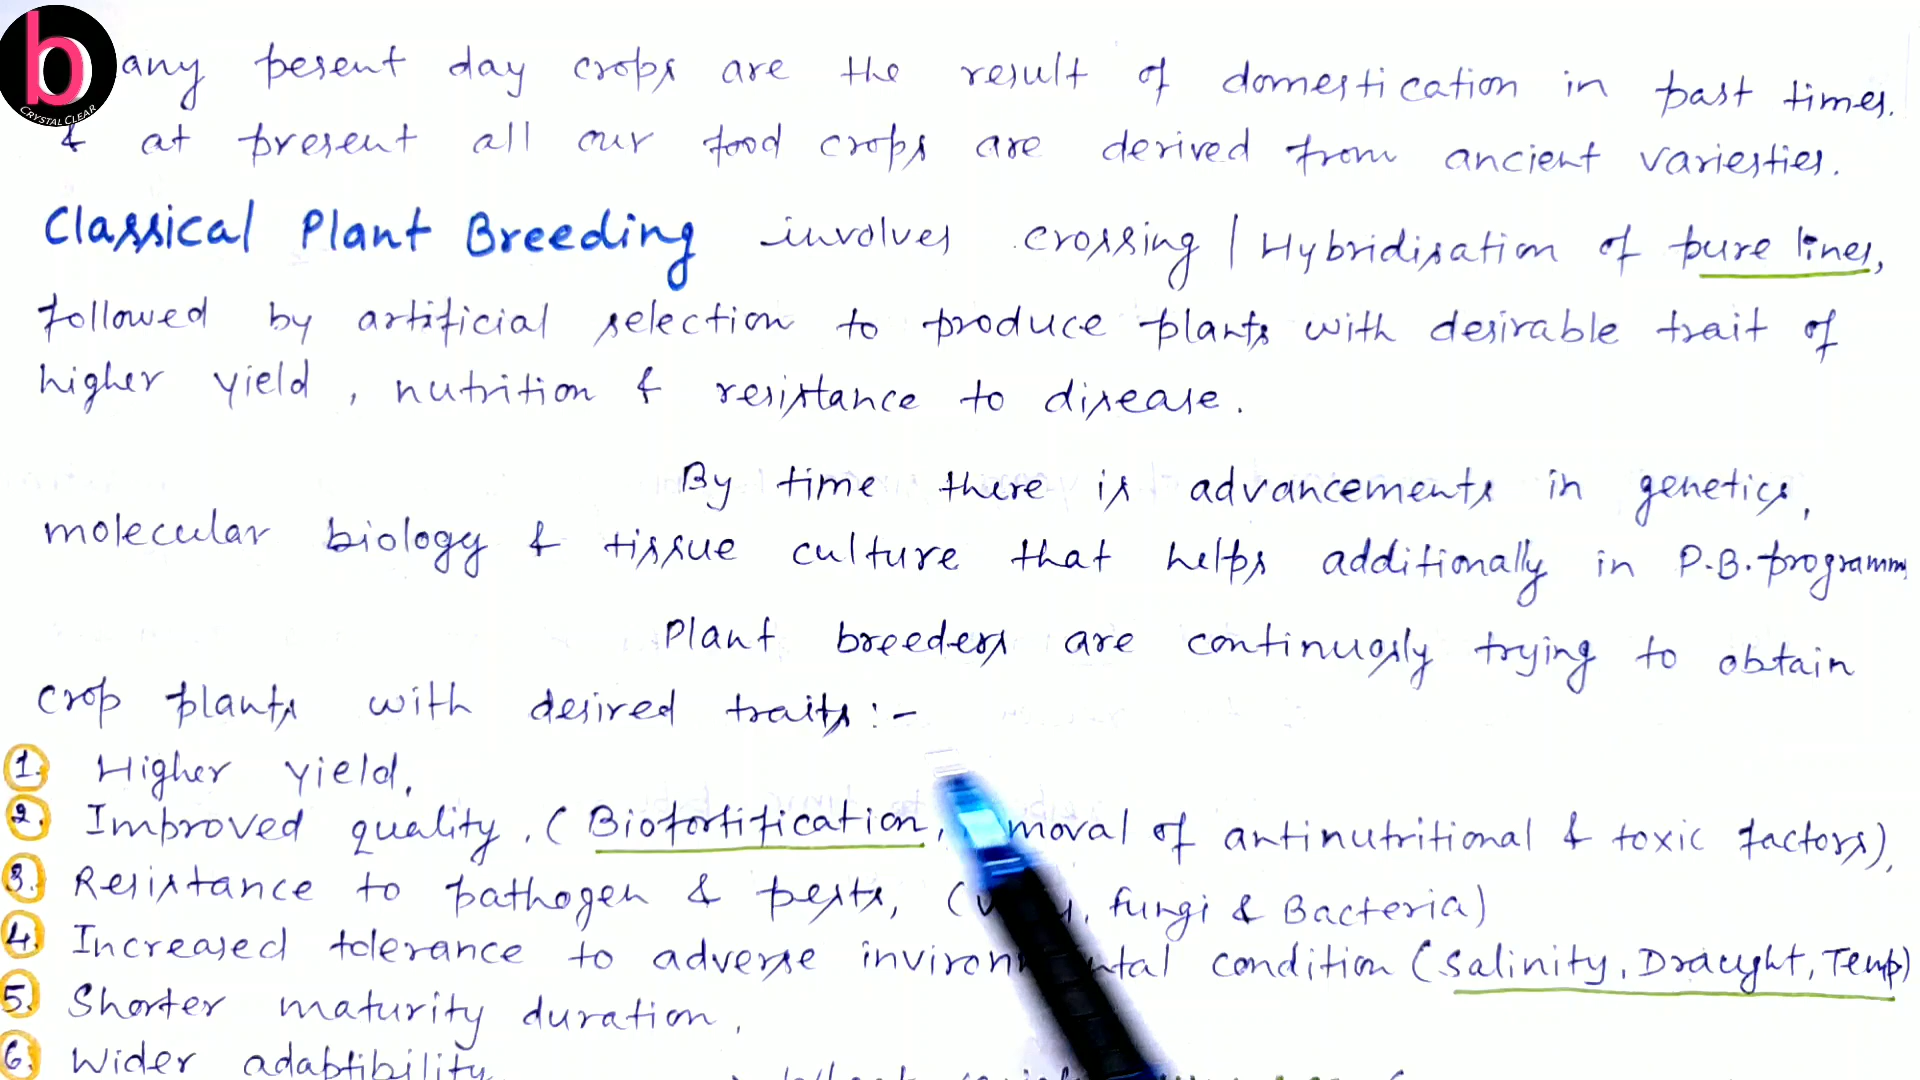 b
CRYSTAL CLEAR
any pesent day crops are the result of domestication in past times.
& at present all our food crops are derived from ancient variesties.
Classical Plant Breeding involves crossing / Hybridisation of pure lines,
followed by artificial selection to produce plants with desirable trait of
higher yield, nutrition & resistance to disease.
By time there is advancements in genetics,
molecular biology & tissue culture that helps additionally in P.B. programm
Plant breeders are continuosly trying to obtain
crop plants with desired traits:-
1. Higher yield.
2. Improved quality. (Biofortification, moval of antinutritional & toxic factors),
3. Resistance to pathogen & pests, ( fungi & Bacteria)
4. Increased tolerance to adverse condition (Salinity, Draught, Temp)
5. Shorter maturity duration.
6. Wider adabtibility